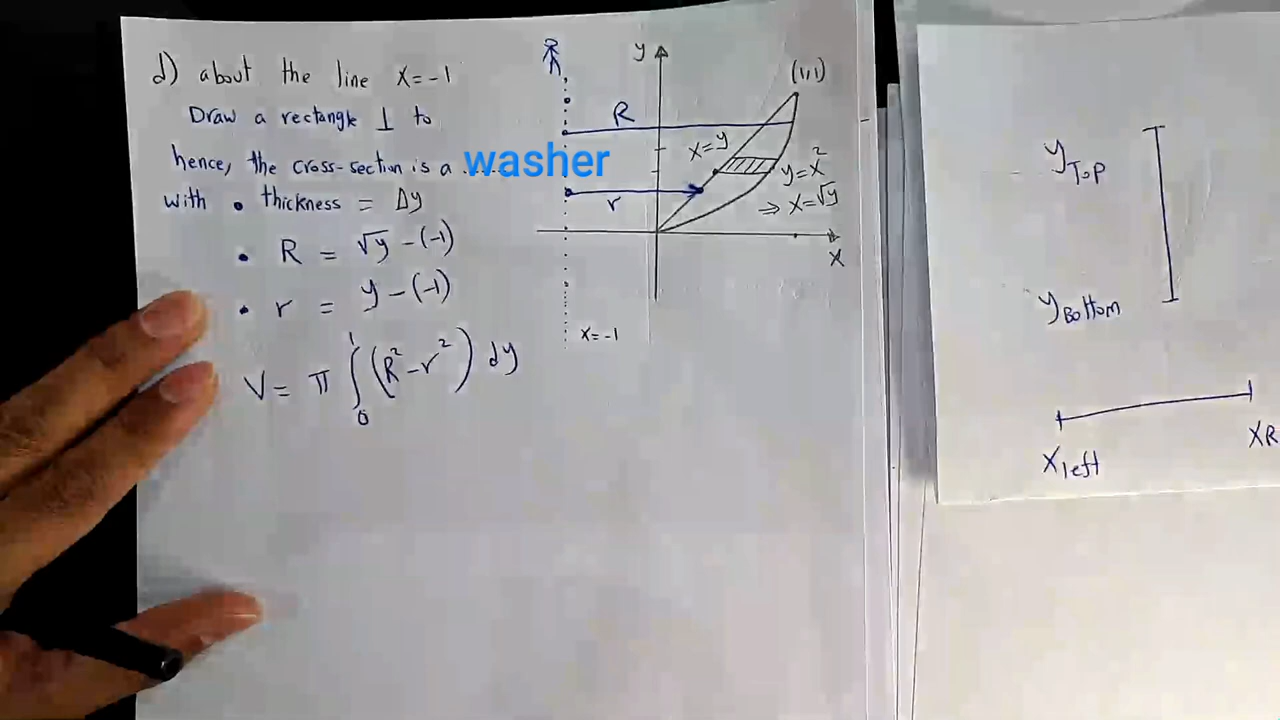 d) about the line x=-1
Draw a rectangle ⊥ to
hence, the cross-section is a ..... washer
with • thickness = Δy
• R = √y -(-1)
• r = y -(-1)
V = π ∫₀¹ (R²-r²) dy
y
(1,1)
R
x=y
y=x²
r
⇒ x=√y
x
x=-1
y Top
y Bottom
x left
x R